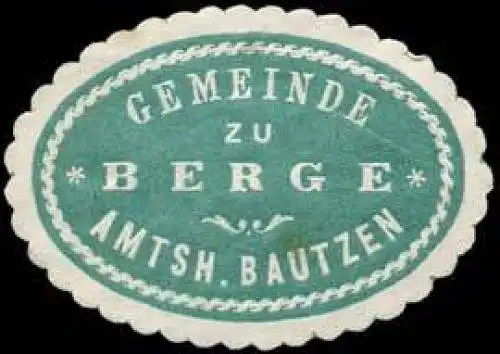 GEMEINDE
ZU
* BERGE *
AMTSH. BAUTZEN